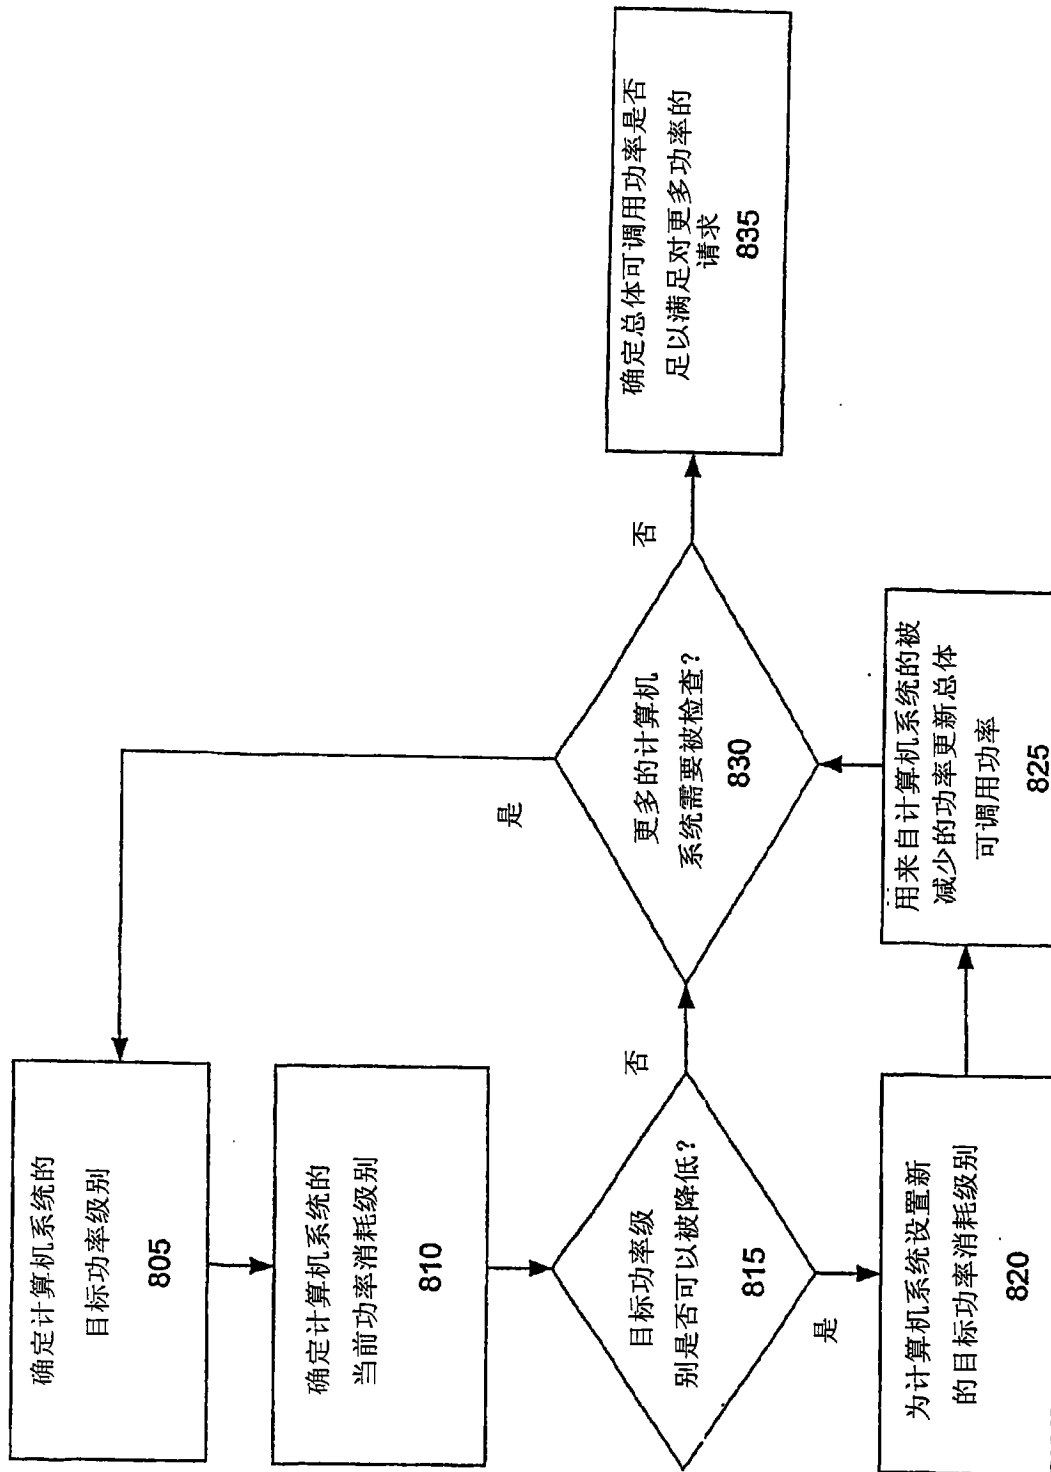 确定计算机系统的
目标功率级别
805
确定计算机系统的
当前功率消耗级别
810
目标功率级
别是否可以被降低？
815
是
否
为计算机系统设置新
的目标功率消耗级别
820
用来自计算机系统的被
减少的功率更新总体
可调用功率
825
更多的计算机
系统需要被检查？
830
是
否
确定总体可调用功率是否
足以满足对更多功率的
请求
835